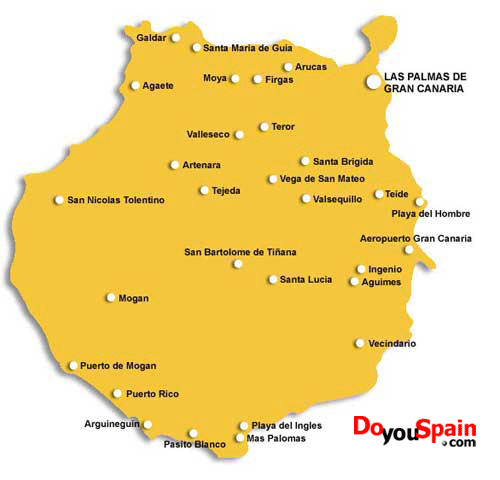 Galdar
Santa Maria de Guia
Arucas
Moya
Firgas
LAS PALMAS DE
GRAN CANARIA
Agaete
Teror
Valleseco
Artenara
Santa Brigida
Vega de San Mateo
Tejeda
Teide
San Nicolas Tolentino
Valsequillo
Playa del Hombre
Aeropuerto Gran Canaria
San Bartolome de Tiñana
Ingenio
Santa Lucia
Aguimes
Mogan
Vecindario
Puerto de Mogan
Puerto Rico
Arguineguín
Playa del Ingles
Pasito Blanco
Mas Palomas
DoyouSpain
.com